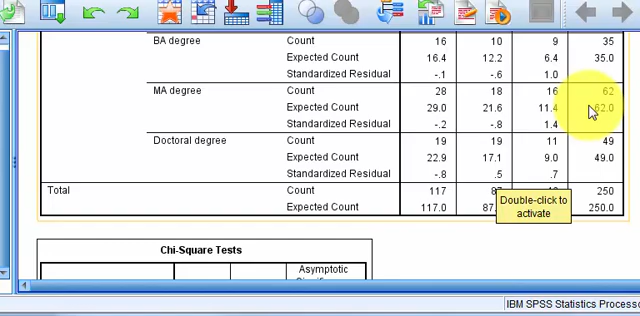 BA degree Count 16 10 9 35
Expected Count 16.4 12.2 6.4 35.0
Standardized Residual -.1 -.6 1.0
MA degree Count 28 18 16 62
Expected Count 29.0 21.6 11.4 62.0
Standardized Residual -.2 -.8 1.4
Doctoral degree Count 19 19 11 49
Expected Count 22.9 17.1 9.0 49.0
Standardized Residual -.8 .5 .7
Total Count 117 250
Expected Count 117.0 87. 250.0
Double-click to
activate
Chi-Square Tests
Asymptotic
IBM SPSS Statistics